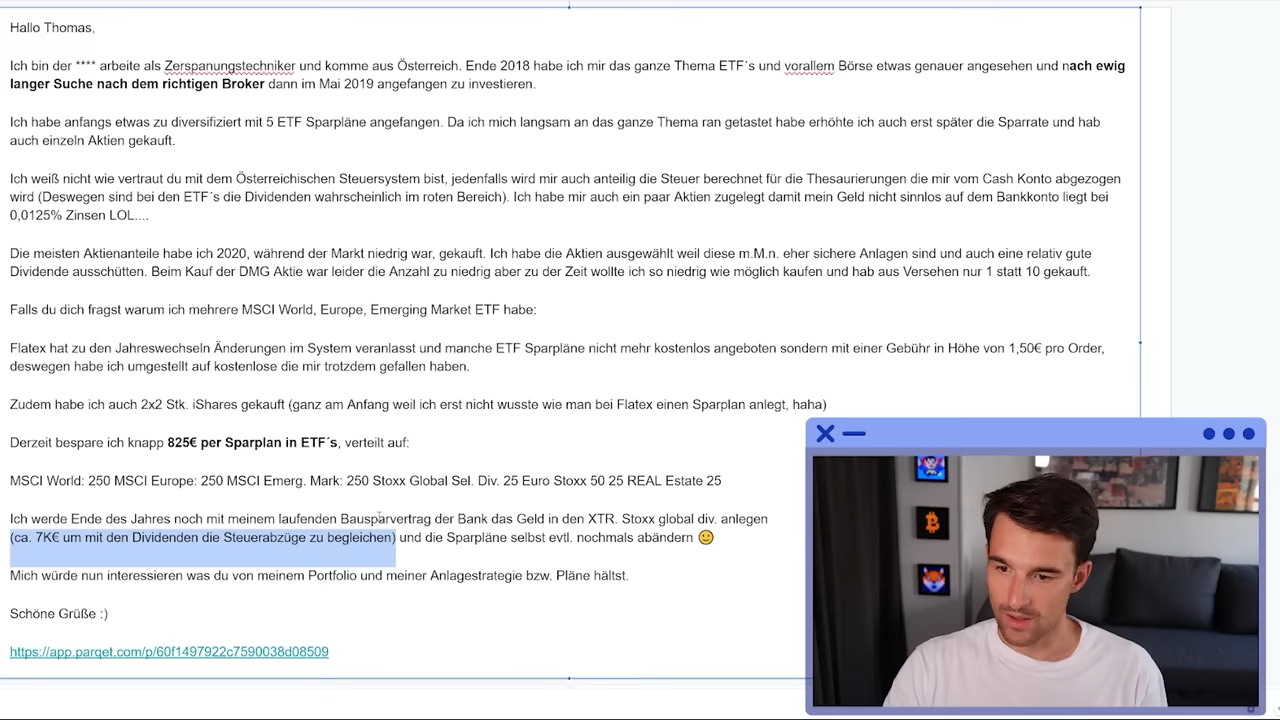 Hallo Thomas,
Ich bin der **** arbeite als Zerspanungstechniker und komme aus Österreich. Ende 2018 habe ich mir das ganze Thema ETF´s und vorallem Börse etwas genauer angesehen und nach ewig
langer Suche nach dem richtigen Broker dann im Mai 2019 angefangen zu investieren.
Ich habe anfangs etwas zu diversifiziert mit 5 ETF Sparpläne angefangen. Da ich mich langsam an das ganze Thema ran getastet habe erhöhte ich auch erst später die Sparrate und hab
auch einzeln Aktien gekauft.
Ich weiß nicht wie vertraut du mit dem Österreichischen Steuersystem bist, jedenfalls wird mir auch anteilig die Steuer berechnet für die Thesaurierungen die mir vom Cash Konto abgezogen
wird (Deswegen sind bei den ETF´s die Dividenden wahrscheinlich im roten Bereich). Ich habe mir auch ein paar Aktien zugelegt damit mein Geld nicht sinnlos auf dem Bankkonto liegt bei
0,0125% Zinsen LOL....
Die meisten Aktienanteile habe ich 2020, während der Markt niedrig war, gekauft. Ich habe die Aktien ausgewählt weil diese m.M.n. eher sichere Anlagen sind und auch eine relativ gute
Dividende ausschütten. Beim Kauf der DMG Aktie war leider die Anzahl zu niedrig aber zu der Zeit wollte ich so niedrig wie möglich kaufen und hab aus Versehen nur 1 statt 10 gekauft.
Falls du dich fragst warum ich mehrere MSCI World, Europe, Emerging Market ETF habe:
Flatex hat zu den Jahreswechseln Änderungen im System veranlasst und manche ETF Sparpläne nicht mehr kostenlos angeboten sondern mit einer Gebühr in Höhe von 1,50€ pro Order,
deswegen habe ich umgestellt auf kostenlose die mir trotzdem gefallen haben.
Zudem habe ich auch 2x2 Stk. iShares gekauft (ganz am Anfang weil ich erst nicht wusste wie man bei Flatex einen Sparplan anlegt, haha)
Derzeit bespare ich knapp 825€ per Sparplan in ETF´s, verteilt auf:
MSCI World: 250 MSCI Europe: 250 MSCI Emerg. Mark: 250 Stoxx Global Sel. Div. 25 Euro Stoxx 50 25 REAL Estate 25
Ich werde Ende des Jahres noch mit meinem laufenden Bausparvertrag der Bank das Geld in den XTR. Stoxx global div. anlegen
(ca. 7K€ um mit den Dividenden die Steuerabzüge zu begleichen) und die Sparpläne selbst evtl. nochmals abändern 🙂
Mich würde nun interessieren was du von meinem Portfolio und meiner Anlagestrategie bzw. Pläne hältst.
Schöne Grüße :)
https://app.parqet.com/p/60f1497922c7590038d08509